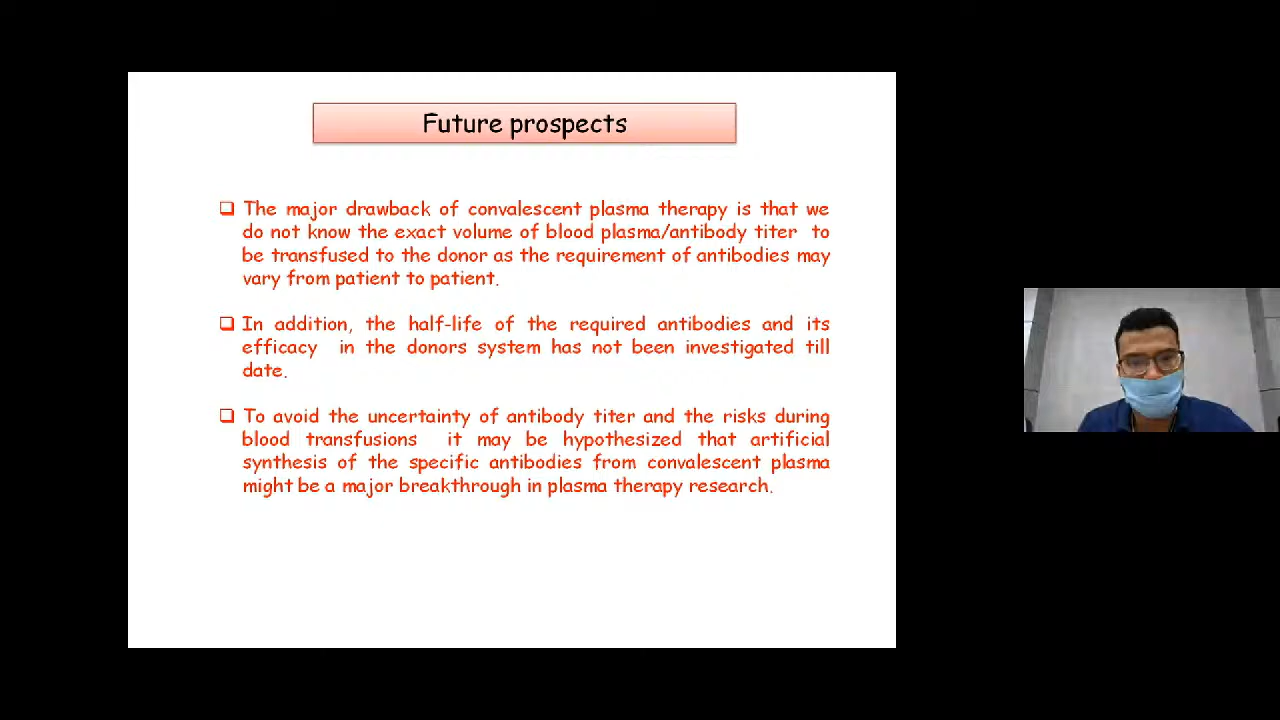 Future prospects
The major drawback of convalescent plasma therapy is that we
do not know the exact volume of blood plasma/antibody titer to
be transfused to the donor as the requirement of antibodies may
vary from patient to patient.
In addition, the half-life of the required antibodies and its
efficacy in the donors system has not been investigated till
date.
To avoid the uncertainty of antibody titer and the risks during
blood transfusions it may be hypothesized that artificial
synthesis of the specific antibodies from convalescent plasma
might be a major breakthrough in plasma therapy research.